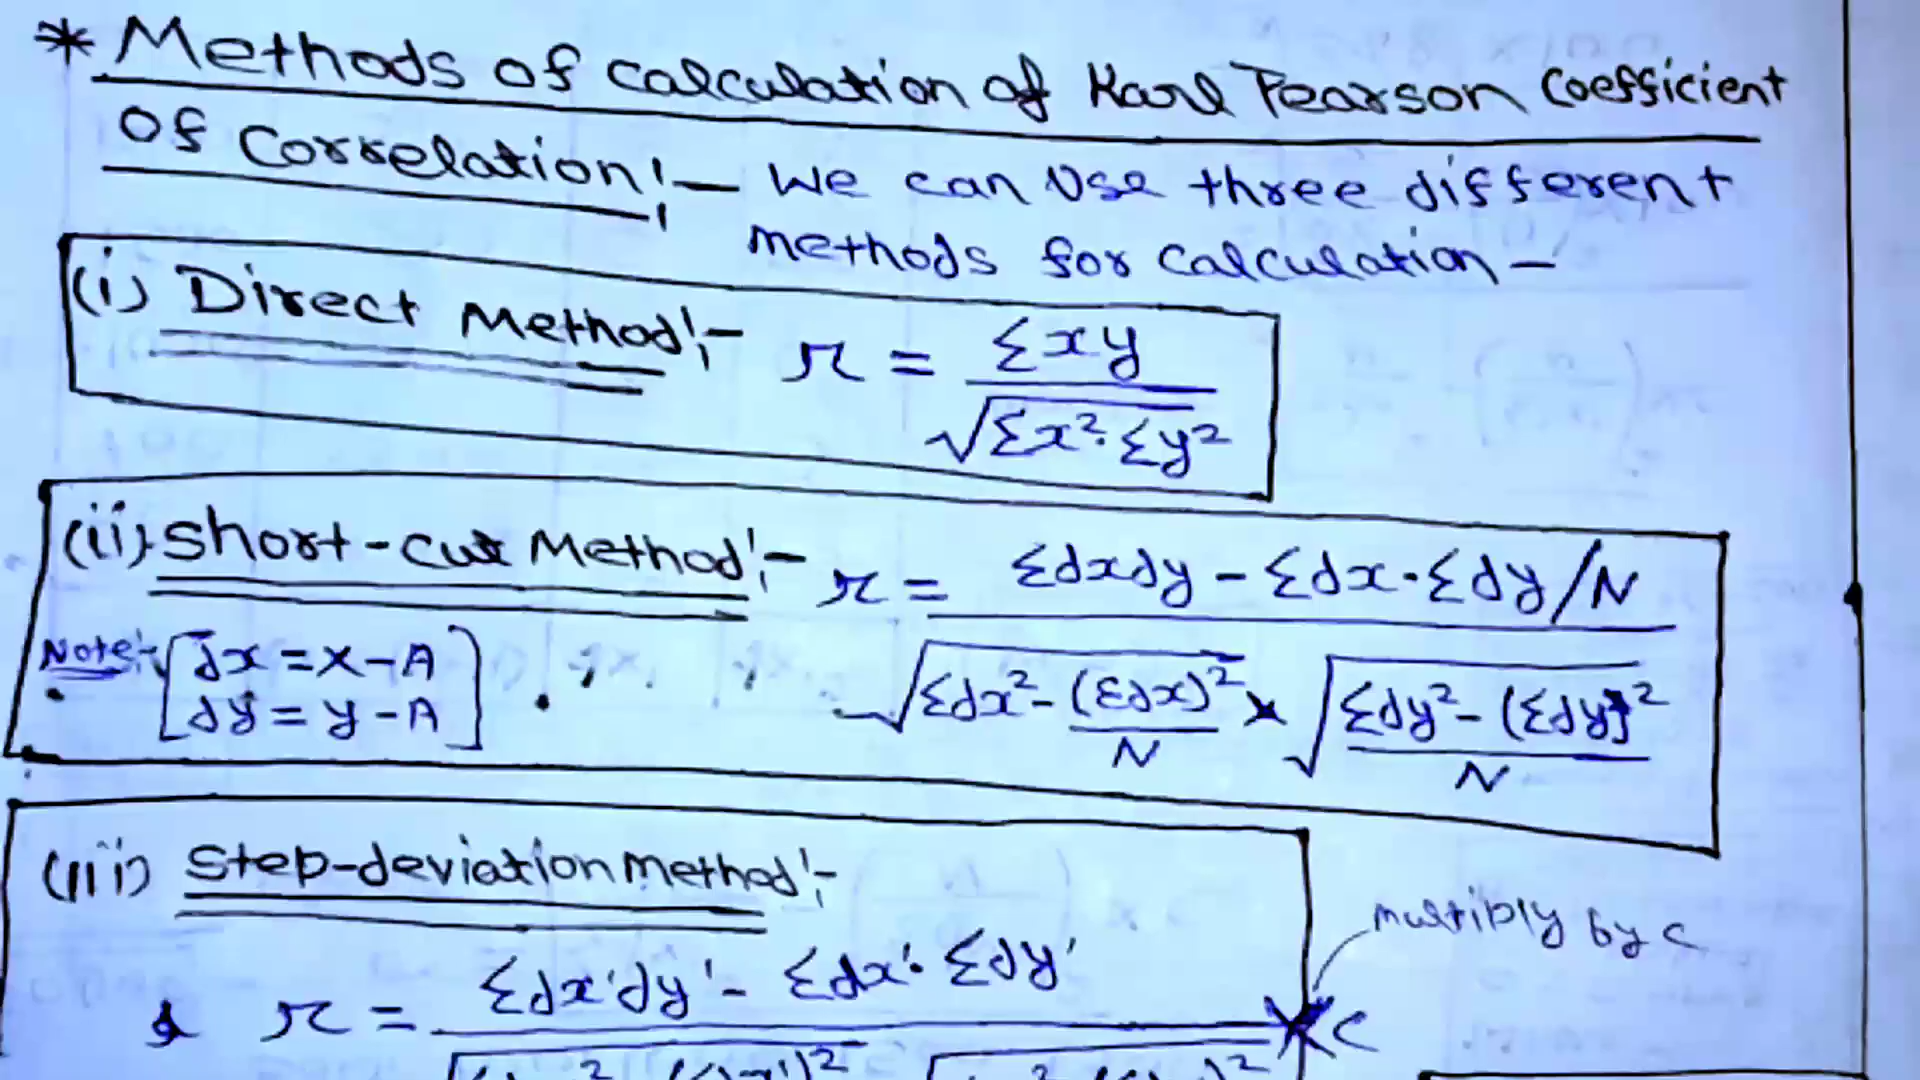 * Methods of Calculation of Karl Pearson Coefficient
of Correlation:- We can Use three different
methods for Calculation -
(i) Direct Method:- r = Σxy / √Σx²·Σy²
(ii) Short-cut Method:- r = Σdxdy - Σdx·Σdy/N
Note:- [dx = x-A
dy = y-A]
√Σdx² - (Σdx)²/N × √Σdy² - (Σdy)²/N
(iii) Step-deviation Method:-
multiply by C
r = Σdx'dy' - Σdx'·Σdy' × C